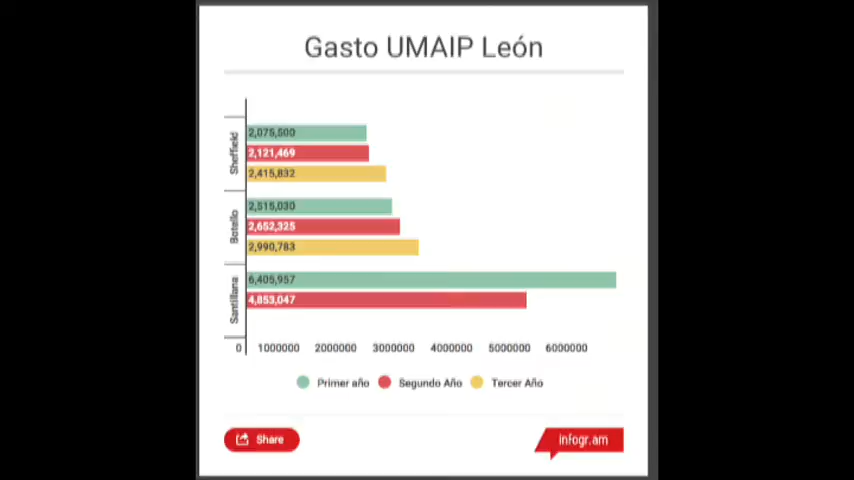 Gasto UMAIP León
Sheffield
2,075,500
2,121,469
2,415,832
Botello
2,515,030
2,652,325
2,990,783
Santillana
6,405,957
4,853,047
0 1000000 2000000 3000000 4000000 5000000 6000000
Primer año Segundo Año Tercer Año
Share
infogr.am